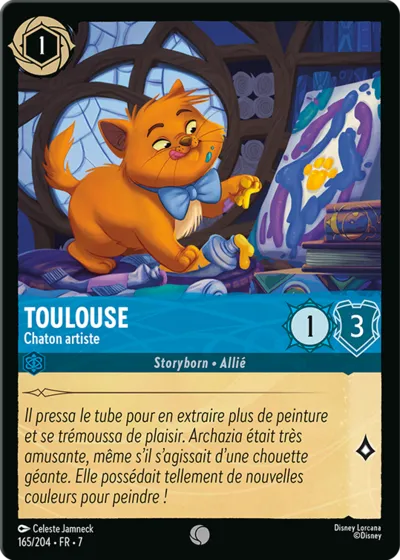 1
TOULOUSE
Chaton artiste
1
3
Storyborn • Allié
Il pressa le tube pour en extraire plus de peinture
et se trémoussa de plaisir. Archazia était très
amusante, même s'il s'agissait d'une chouette
géante. Elle possédait tellement de nouvelles
couleurs pour peindre !
Celeste Jamneck
165/204 • FR • 7
Disney Lorcana
©Disney